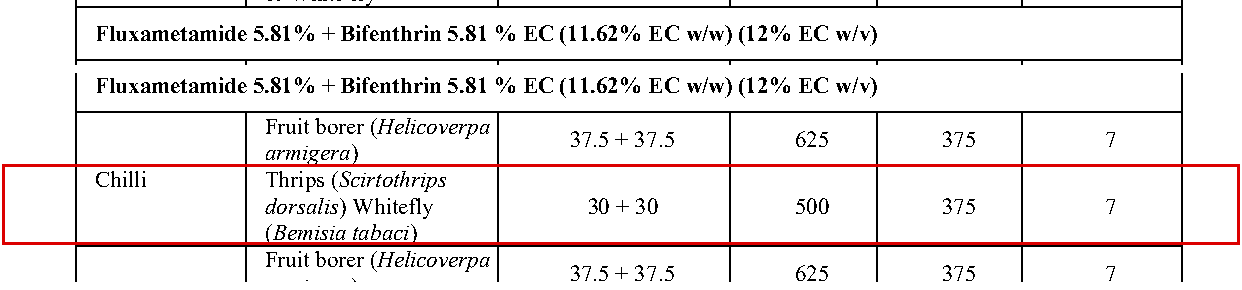 Fluxametamide 5.81% + Bifenthrin 5.81 % EC (11.62% EC w/w) (12% EC w/v)
Fluxametamide 5.81% + Bifenthrin 5.81 % EC (11.62% EC w/w) (12% EC w/v)
Fruit borer (Helicoverpa
armigera)
37.5 + 37.5
625
375
7
Chilli
Thrips (Scirtothrips
dorsalis) Whitefly
(Bemisia tabaci)
30 + 30
500
375
7
Fruit borer (Helicoverpa
37.5 + 37.5
625
375
7